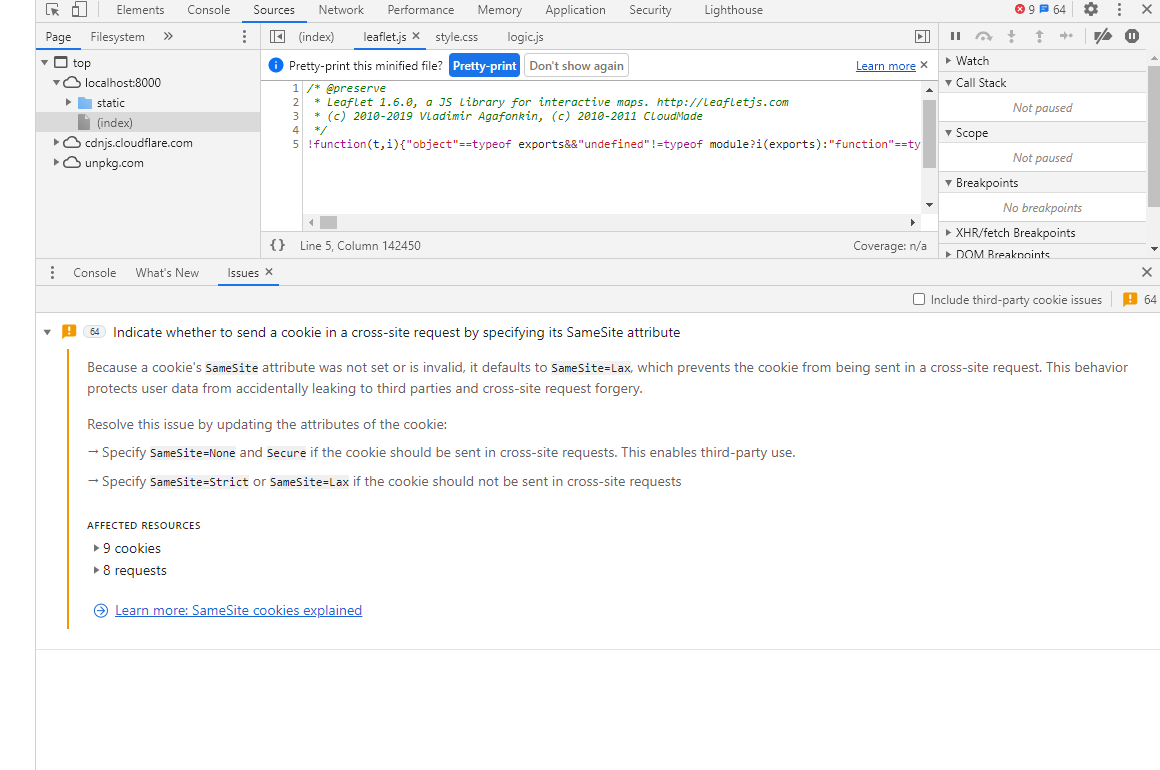 Elements Console Sources Network Performance Memory Application Security Lighthouse 9 64
Page Filesystem (index) leaflet.js style.css logic.js
top
localhost:8000
static
(index)
cdnjs.cloudflare.com
unpkg.com
Pretty-print this minified file? Pretty-print Don't show again Learn more
1 /* @preserve
2 * Leaflet 1.6.0, a JS library for interactive maps. http://leafletjs.com
3 * (c) 2010-2019 Vladimir Agafonkin, (c) 2010-2011 CloudMade
4 */
5 !function(t,i){"object"==typeof exports&&"undefined"!=typeof module?i(exports):"function"==ty
{} Line 5, Column 142450 Coverage: n/a
Watch
Call Stack
Not paused
Scope
Not paused
Breakpoints
No breakpoints
XHR/fetch Breakpoints
DOM Breakpoints
Console What's New Issues
Include third-party cookie issues 64
64 Indicate whether to send a cookie in a cross-site request by specifying its SameSite attribute
Because a cookie's SameSite attribute was not set or is invalid, it defaults to SameSite=Lax, which prevents the cookie from being sent in a cross-site request. This behavior
protects user data from accidentally leaking to third parties and cross-site request forgery.
Resolve this issue by updating the attributes of the cookie:
→ Specify SameSite=None and Secure if the cookie should be sent in cross-site requests. This enables third-party use.
→ Specify SameSite=Strict or SameSite=Lax if the cookie should not be sent in cross-site requests
AFFECTED RESOURCES
9 cookies
8 requests
Learn more: SameSite cookies explained